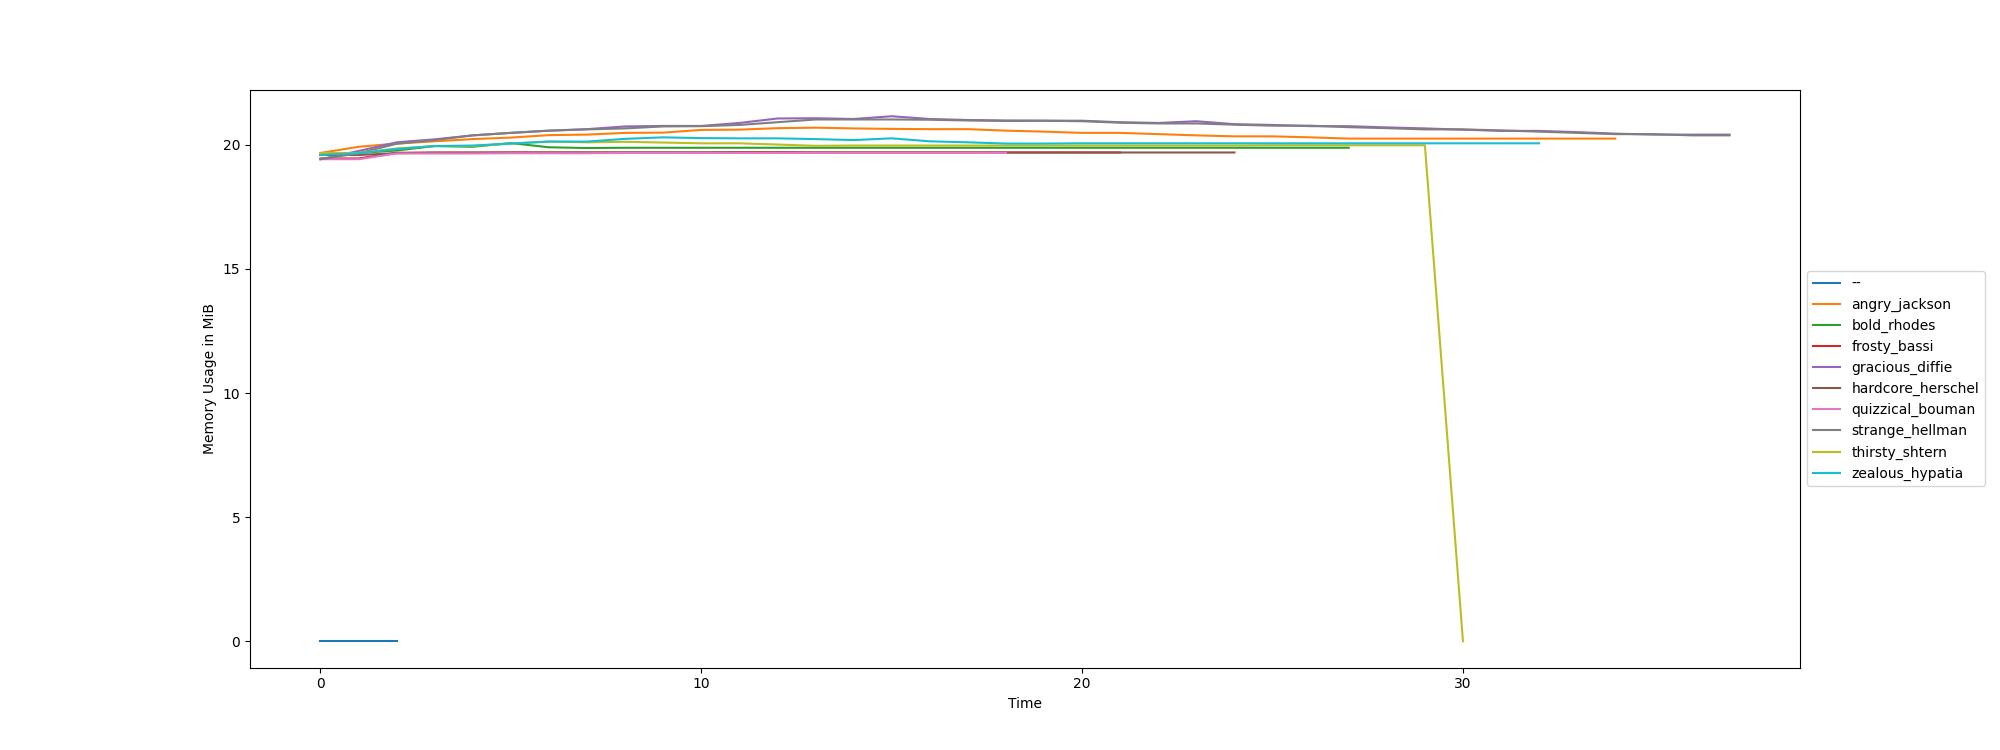 20
15
10
5
0
Memory Usage in MiB
0
10
20
30
Time
--
angry_jackson
bold_rhodes
frosty_bassi
gracious_diffie
hardcore_herschel
quizzical_bouman
strange_hellman
thirsty_shtern
zealous_hypatia